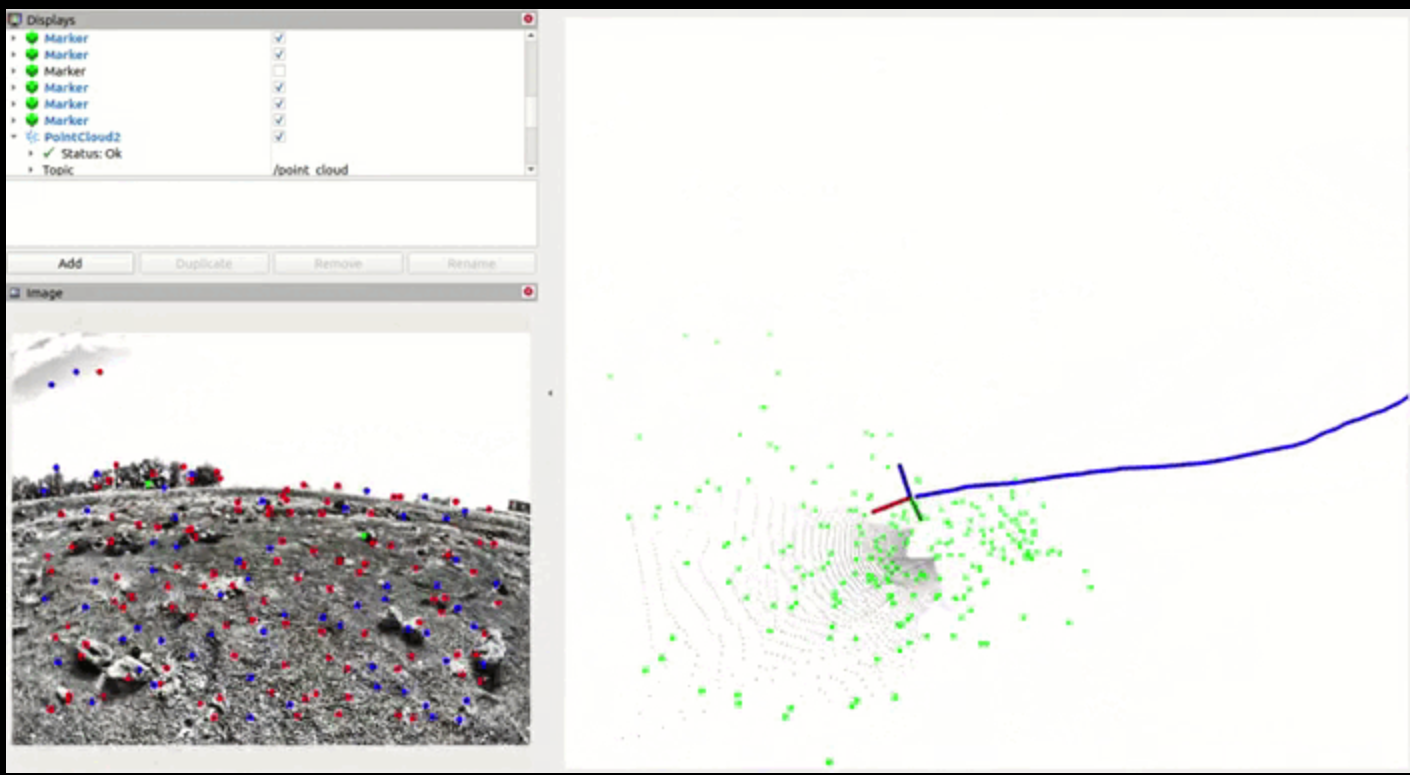 Displays
Marker
Marker
Marker
Marker
Marker
Marker
PointCloud2
Status: Ok
Topic /point_cloud
Add Duplicate Remove Rename
Image